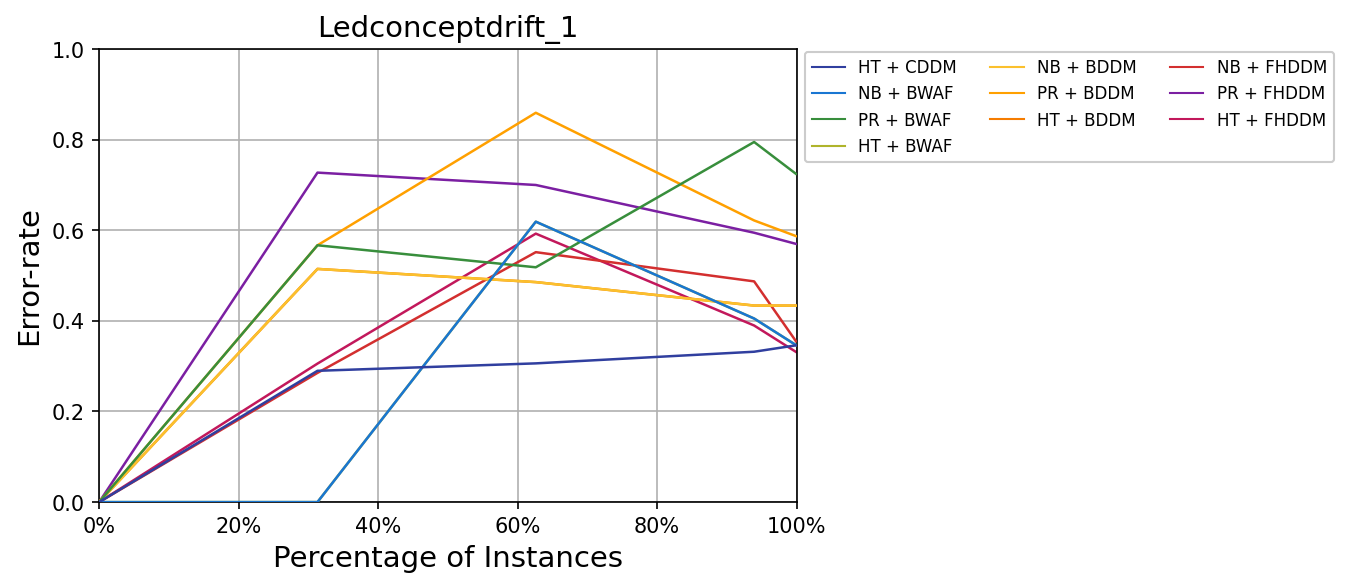 Ledconceptdrift_1
Error-rate
1.0
0.8
0.6
0.4
0.2
0.0
0%
20%
40%
60%
80%
100%
Percentage of Instances
HT + CDDM
NB + BWAF
PR + BWAF
HT + BWAF
NB + BDDM
PR + BDDM
HT + BDDM
NB + FHDDM
PR + FHDDM
HT + FHDDM